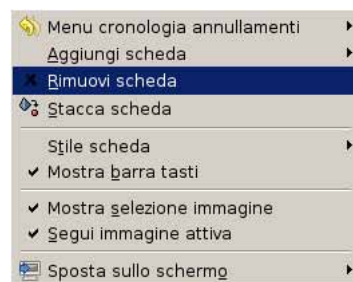 Menu cronologia annullamenti
Aggiungi scheda
Rimuovi scheda
Stacca scheda
Stile scheda
Mostra barra tasti
Mostra selezione immagine
Segui immagine attiva
Sposta sullo schermo